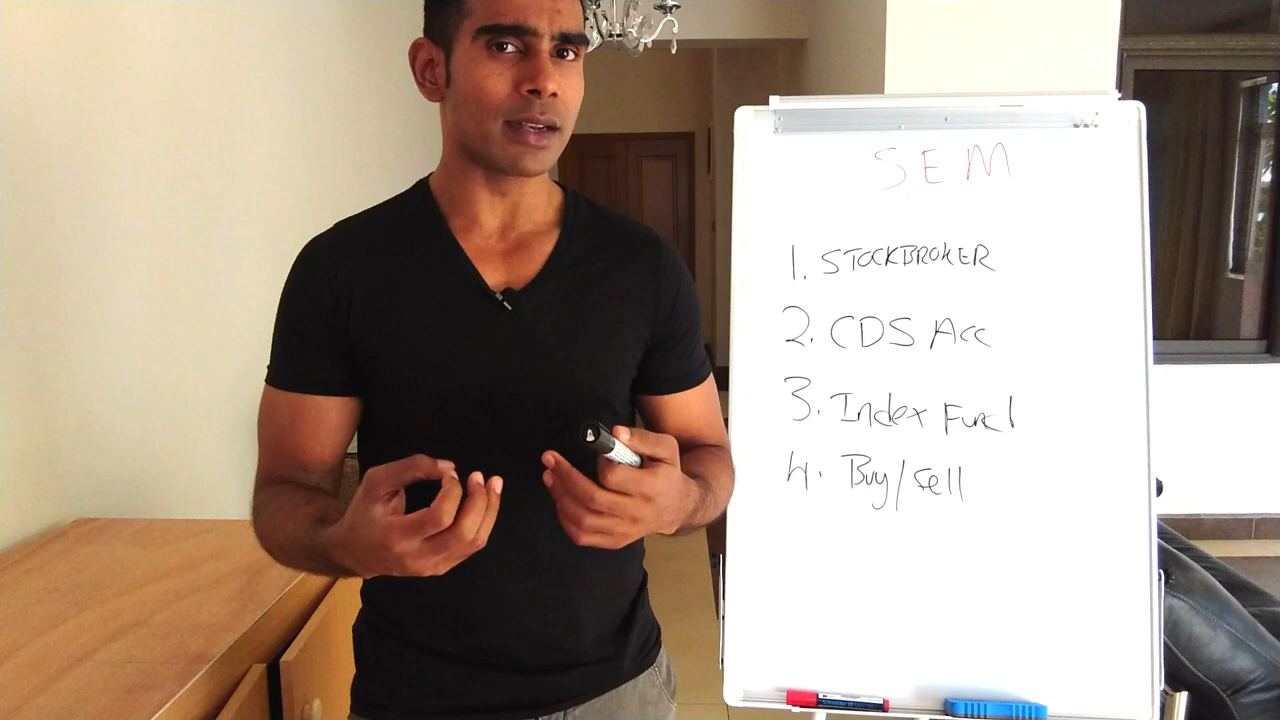 SEM
1. STOCKBROKER
2. CDS Acc
3. Index Fund
4. Buy/Sell